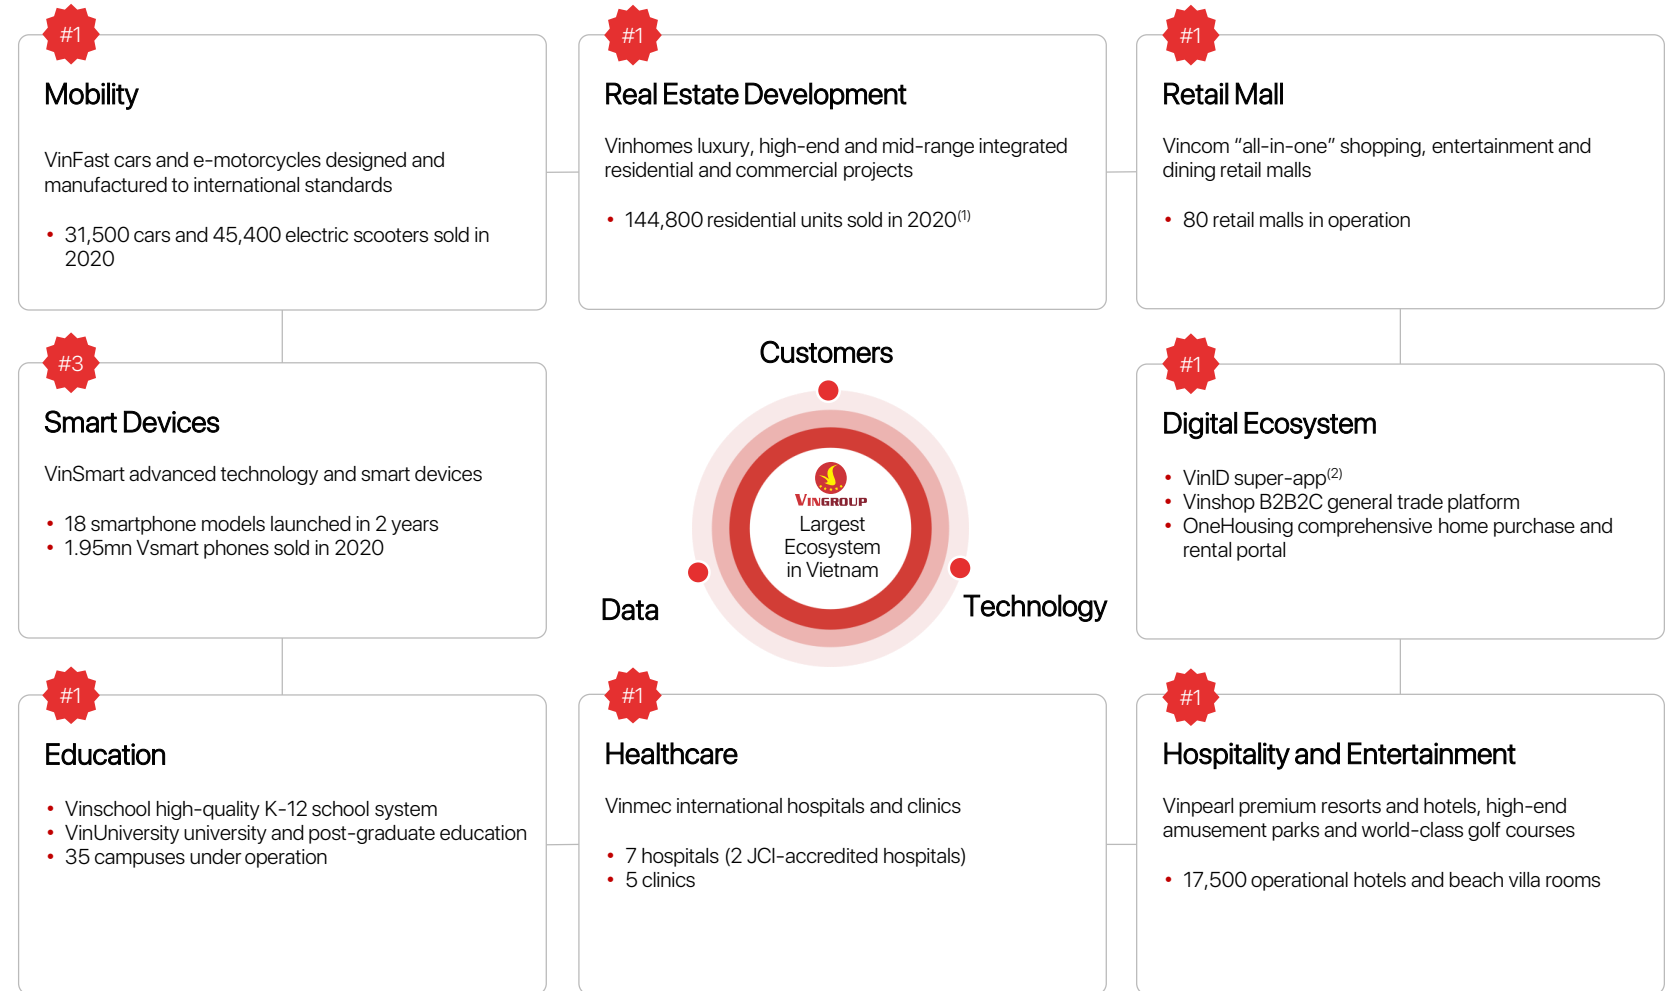 #1
Mobility
VinFast cars and e-motorcycles designed and
manufactured to international standards
• 31,500 cars and 45,400 electric scooters sold in
2020
#1
Real Estate Development
Vinhomes luxury, high-end and mid-range integrated
residential and commercial projects
• 144,800 residential units sold in 2020(1)
#1
Retail Mall
Vincom “all-in-one” shopping, entertainment and
dining retail malls
• 80 retail malls in operation
#3
Smart Devices
VinSmart advanced technology and smart devices
• 18 smartphone models launched in 2 years
• 1.95mn Vsmart phones sold in 2020
Customers
VINGROUP
Largest
Ecosystem
in Vietnam
Data
Technology
#1
Digital Ecosystem
• VinID super-app(2)
• Vinshop B2B2C general trade platform
• OneHousing comprehensive home purchase and
rental portal
#1
Education
• Vinschool high-quality K-12 school system
• VinUniversity university and post-graduate education
• 35 campuses under operation
#1
Healthcare
Vinmec international hospitals and clinics
• 7 hospitals (2 JCI-accredited hospitals)
• 5 clinics
#1
Hospitality and Entertainment
Vinpearl premium resorts and hotels, high-end
amusement parks and world-class golf courses
• 17,500 operational hotels and beach villa rooms